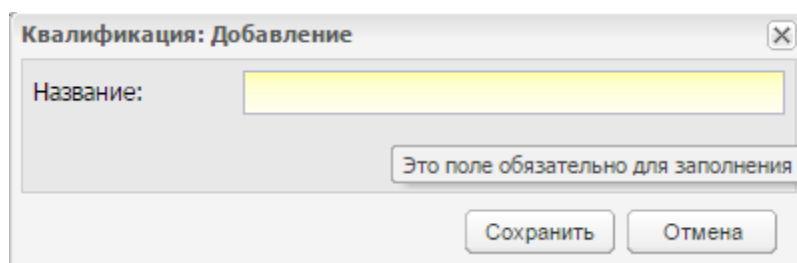 Квалификация: Добавление
Название:
Это поле обязательно для заполнения
Сохранить
Отмена